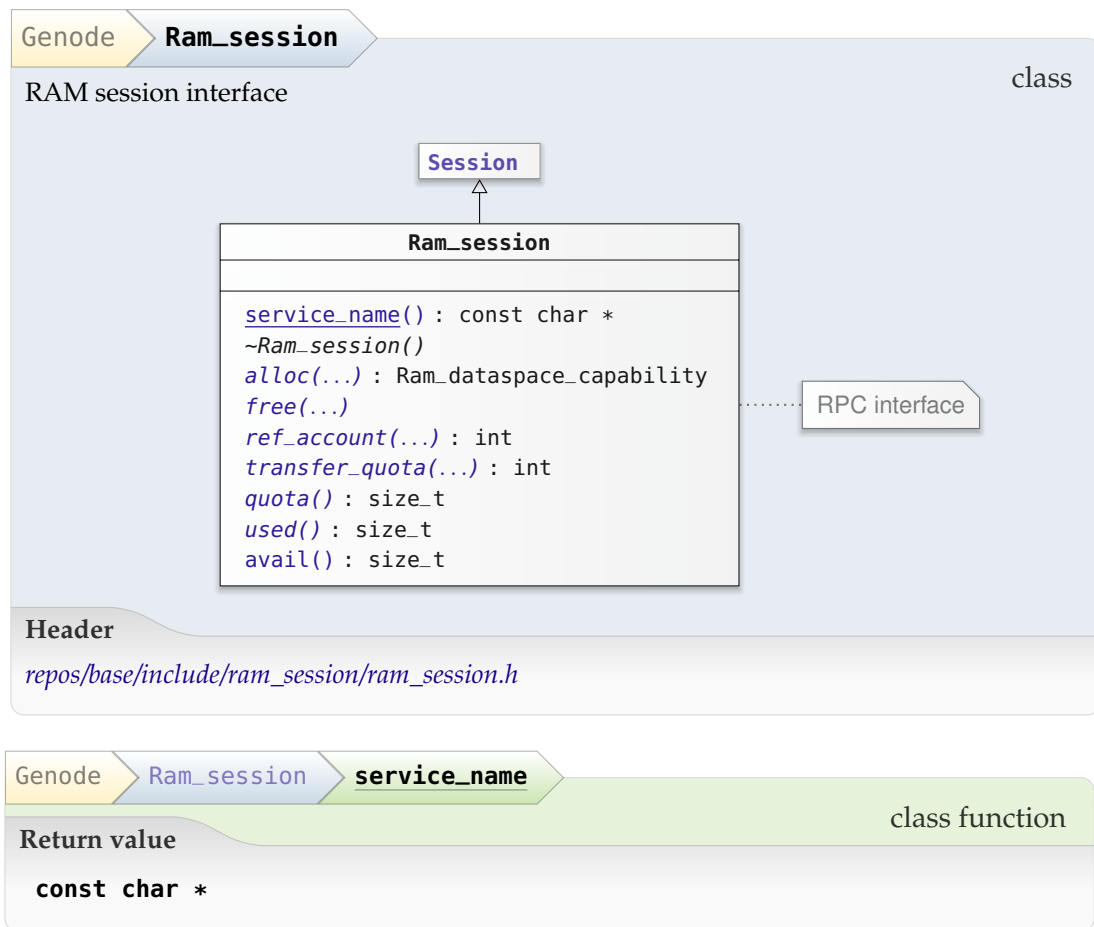 Genode Ram_session
class
RAM session interface
Session
Ram_session
service_name() : const char *
~Ram_session()
alloc(...) : Ram_dataspace_capability
free(...)
ref_account(...) : int
transfer_quota(...) : int
quota() : size_t
used() : size_t
avail() : size_t
RPC interface
Header
repos/base/include/ram_session/ram_session.h
Genode Ram_session service_name
class function
Return value
const char *